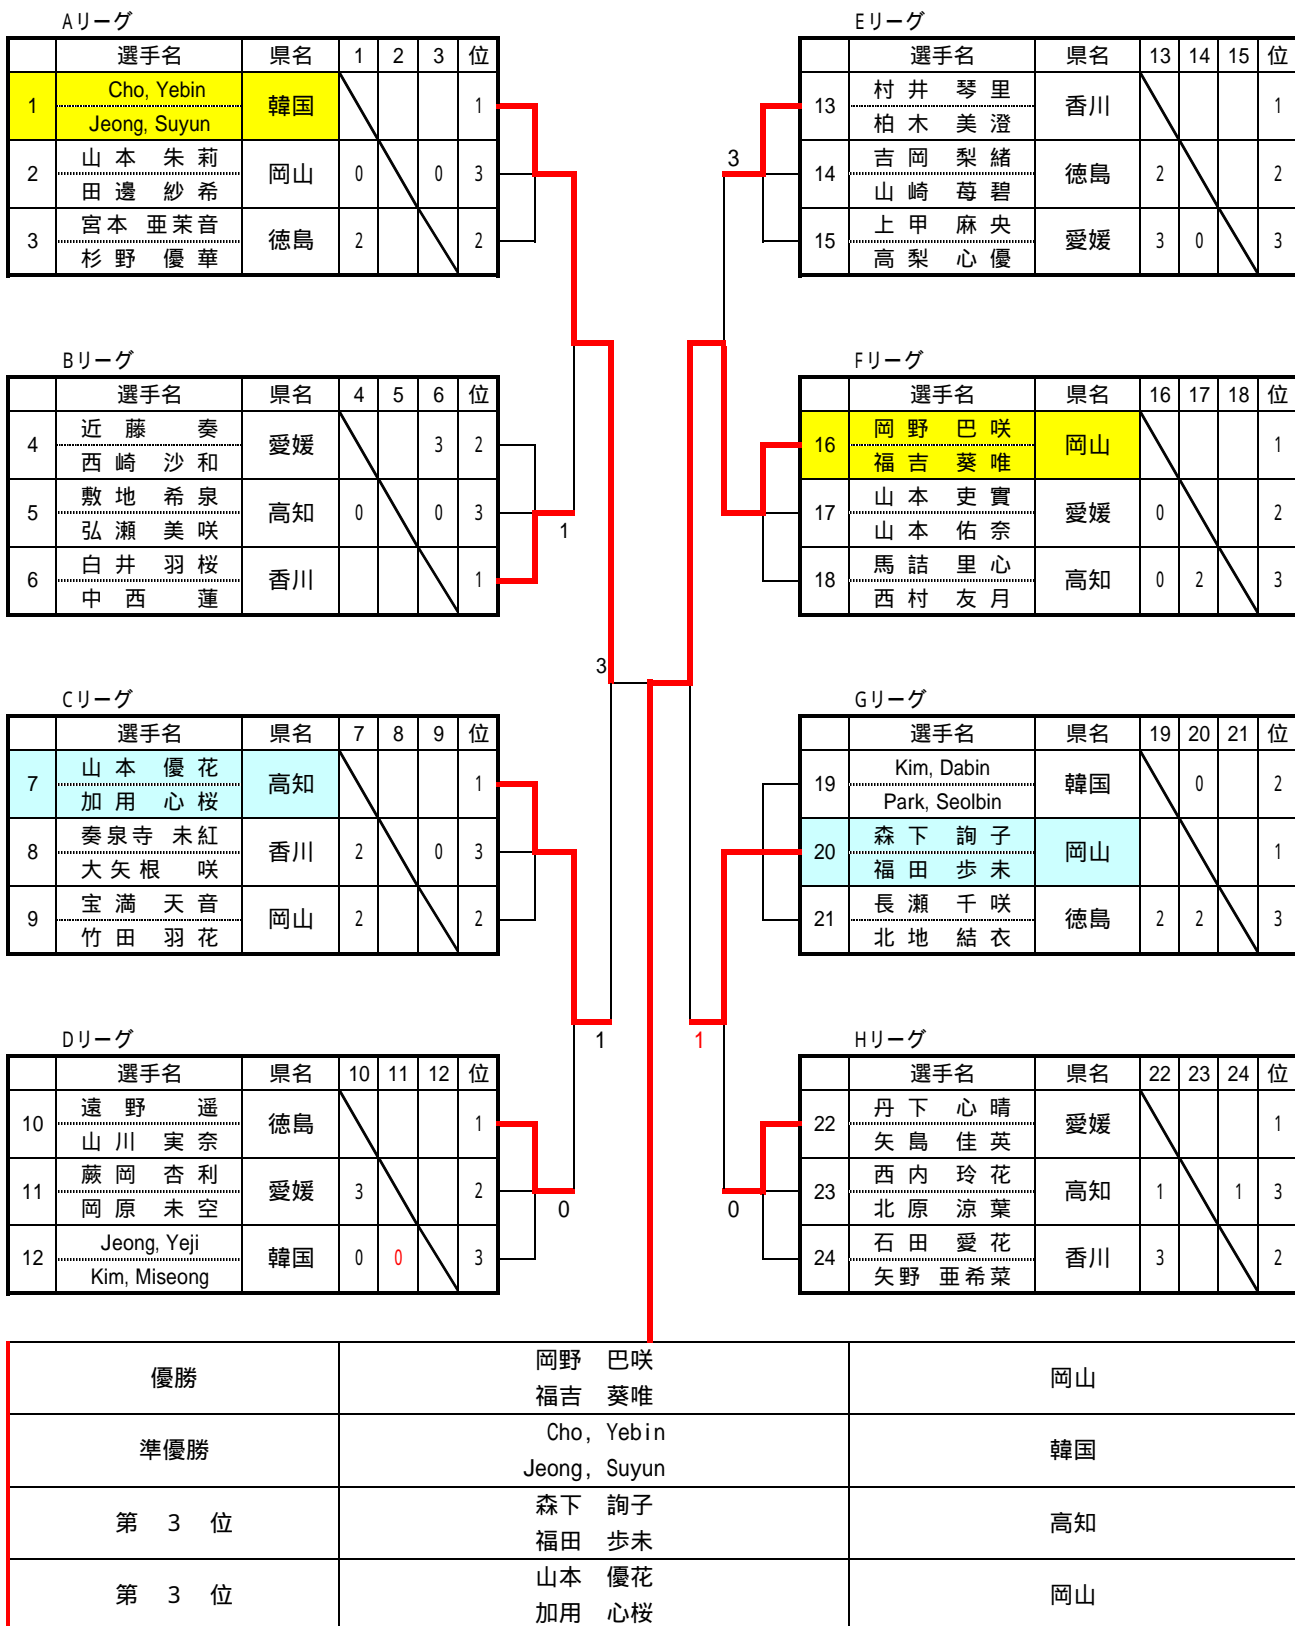 Aリーグ
選手名 県名 1 2 3 位
1 Cho, Yebin 韓国 1
Jeong, Suyun
2 山本 朱莉 岡山 0 0 3
田邊 紗希
3 宮本 亜茉音 徳島 2 2
杉野 優華
Bリーグ
選手名 県名 4 5 6 位
4 近藤 奏 愛媛 3 2
西崎 沙和
5 敷地 希泉 高知 0 0 3
弘瀬 美咲
6 白井 羽桜 香川 1
中西 蓮
1
3
Cリーグ
選手名 県名 7 8 9 位
7 山本 優花 高知 1
加用 心桜
8 奏泉寺 未紅 香川 2 0 3
大矢根 咲
9 宝満 天音 岡山 2 2
竹田 羽花
1
Dリーグ
選手名 県名 10 11 12 位
10 遠野 遥 徳島 1
山川 実奈
11 蕨岡 杏利 愛媛 3 2
岡原 未空
12 Jeong, Yeji 韓国 0 0 3
Kim, Miseong
0
Eリーグ
選手名 県名 13 14 15 位
13 村井 琴里 香川 1
柏木 美澄
3
14 吉岡 梨緒 徳島 2 2
山崎 苺碧
15 上甲 麻央 愛媛 3 0 3
高梨 心優
Fリーグ
選手名 県名 16 17 18 位
16 岡野 巴咲 岡山 1
福吉 葵唯
17 山本 吏實 愛媛 0 2
山本 佑奈
18 馬詰 里心 高知 0 2 3
西村 友月
Gリーグ
選手名 県名 19 20 21 位
19 Kim, Dabin 韓国 0 2
Park, Seolbin
20 森下 詢子 岡山 1
福田 歩未
21 長瀬 千咲 徳島 2 2 3
北地 結衣
1
Hリーグ
選手名 県名 22 23 24 位
22 丹下 心晴 愛媛 1
矢島 佳英
23 西内 玲花 高知 1 1 3
北原 涼葉
0
24 石田 愛花 香川 3 2
矢野 亜希菜
優勝 岡野 巴咲 岡山
福吉 葵唯
準優勝 Cho, Yebin 韓国
Jeong, Suyun
第 3 位 森下 詢子 高知
福田 歩未
第 3 位 山本 優花 岡山
加用 心桜